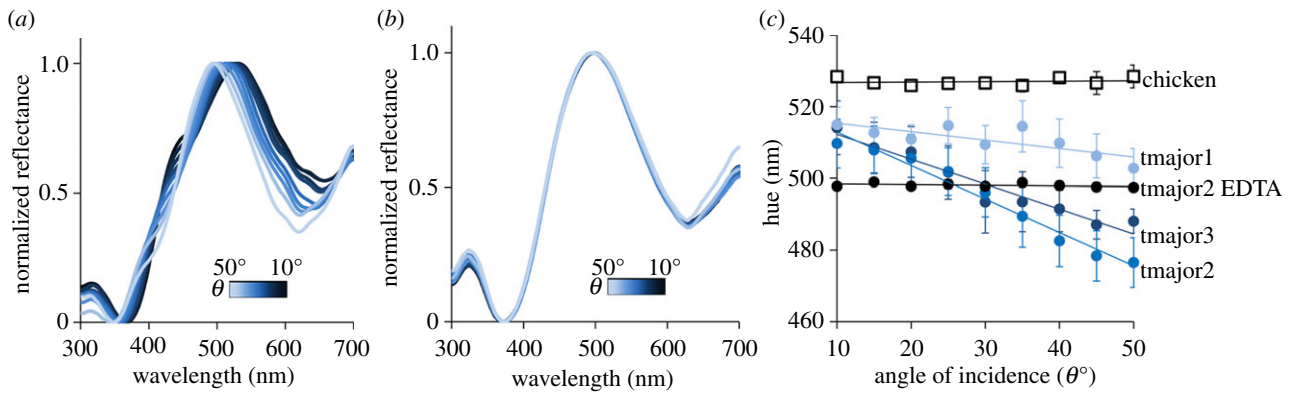 (a)
normalized reflectance
1.0
0.5
0
50° 10°
θ
300 400 500 600 700
wavelength (nm)
(b)
normalized reflectance
1.0
0.5
0
50° 10°
θ
300 400 500 600 700
wavelength (nm)
(c)
hue (nm)
540
520
500
480
460
chicken
tmajor1
tmajor2 EDTA
tmajor3
tmajor2
10 20 30 40 50
angle of incidence (θ°)